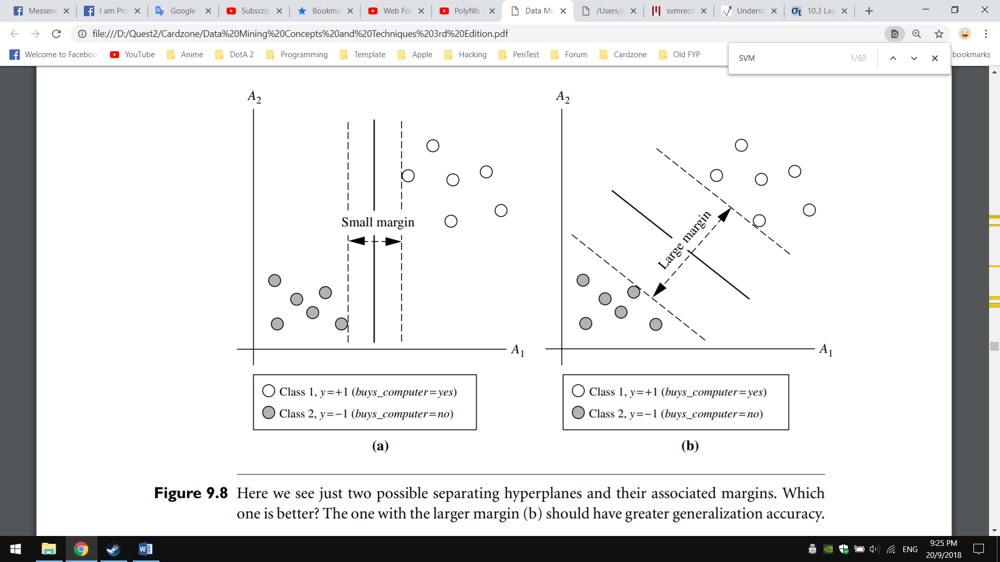 Messeng
I am Pro
Google T
Subscrip
Bookma
Web For
Polyfills
Data Mi
/Users/j
svmrecit
Underst
10.3 Lag
file:///D:/Quest2/Cardzone/Data%20Mining%20Concepts%20and%20Techniques%203rd%20Edition.pdf
Welcome to Faceboo
YouTube
Anime
DotA 2
Programming
Template
Apple
Hacking
PenTest
Forum
Cardzone
Old FYP
bookmarks
SVM
1/60
A2
Small margin
A1
Class 1, y=+1 (buys_computer=yes)
Class 2, y=−1 (buys_computer=no)
(a)
A2
Large margin
A1
Class 1, y=+1 (buys_computer=yes)
Class 2, y=−1 (buys_computer=no)
(b)
Figure 9.8 Here we see just two possible separating hyperplanes and their associated margins. Which
one is better? The one with the larger margin (b) should have greater generalization accuracy.
ENG
9:25 PM
20/9/2018